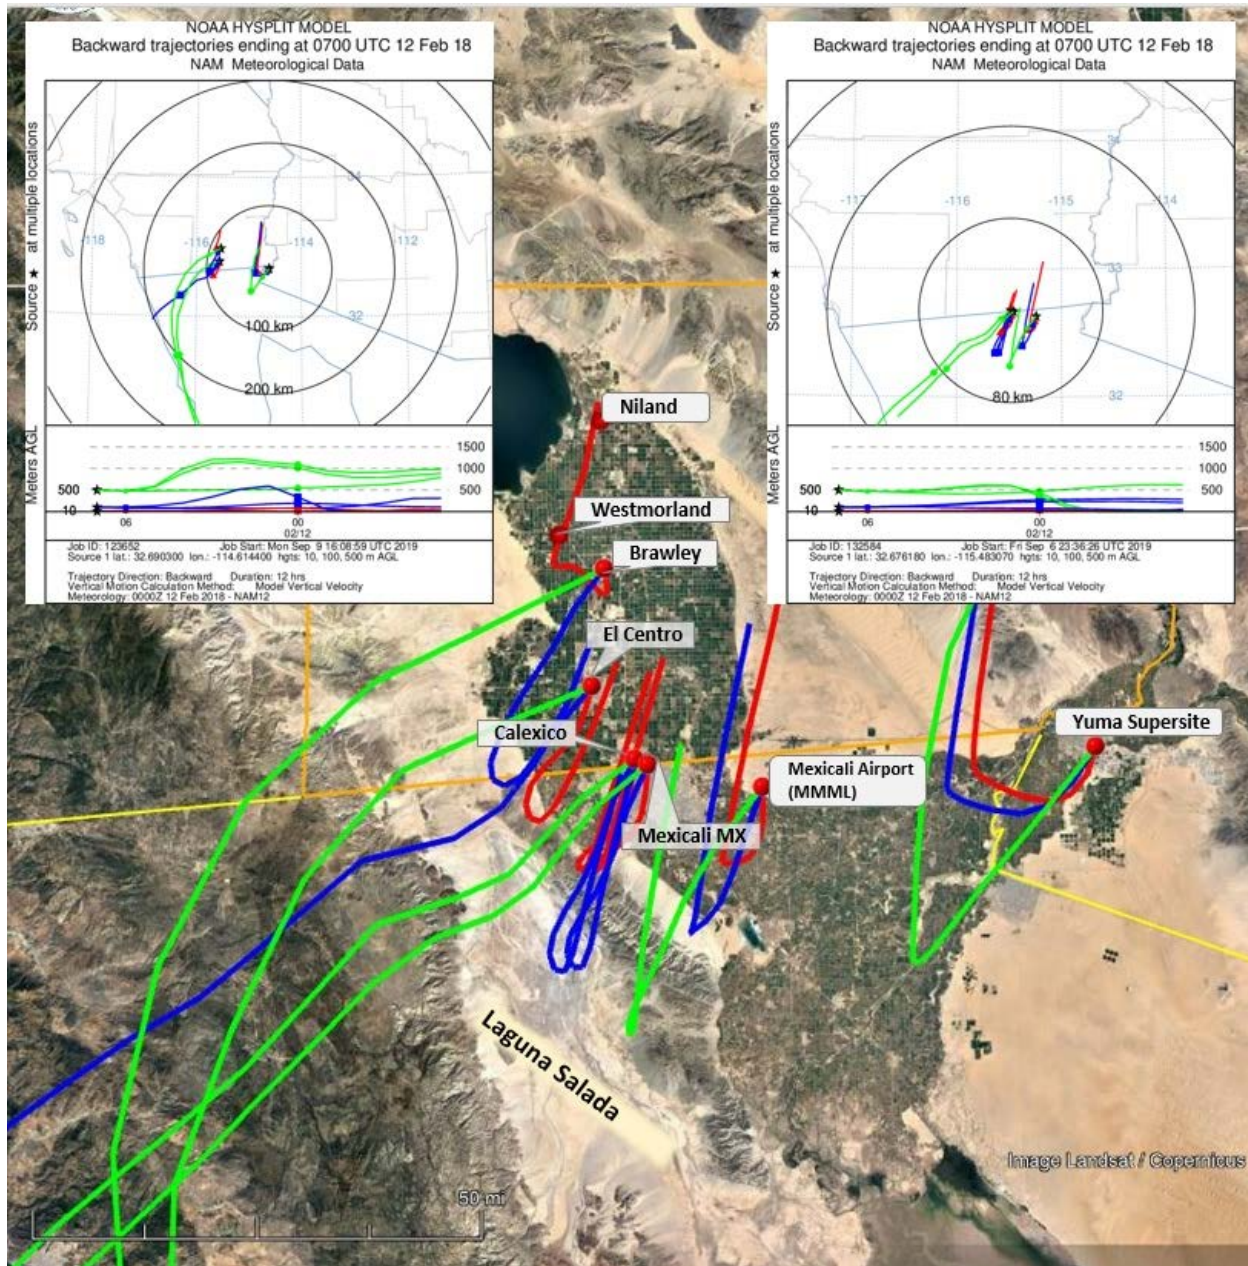 NOAA HYSPLIT MODEL
Backward trajectories ending at 0700 UTC 12 Feb 18
NAM Meteorological Data
Source ★ at multiple locations
-118
-116
-114
112
34
32
100 km
200 km
Meters AGL
1500
1000
500
500
10
06
00
02/12
Job ID: 123652 Job Start: Mon Sep 9 16:08:59 UTC 2019
Source 1 lat.: 32.690300 lon.: -114.614400 hgts: 10, 100, 500 m AGL
Trajectory Direction: Backward Duration: 12 hrs
Vertical Motion Calculation Method: Model Vertical Velocity
Meteorology: 0000Z 12 Feb 2018 - NAM12
NOAA HYSPLIT MODEL
Backward trajectories ending at 0700 UTC 12 Feb 18
NAM Meteorological Data
Source ★ at multiple locations
-117
-116
-115
-114
34
33
32
80 km
Meters AGL
1500
1000
500
500
10
06
00
02/12
Job ID: 132584 Job Start: Fri Sep 6 23:36:26 UTC 2019
Source 1 lat.: 32.676180 lon.: -115.483070 hgts: 10, 100, 500 m AGL
Trajectory Direction: Backward Duration: 12 hrs
Vertical Motion Calculation Method: Model Vertical Velocity
Meteorology: 0000Z 12 Feb 2018 - NAM12
Niland
Westmorland
Brawley
El Centro
Calexico
Yuma Supersite
Mexicali Airport
(MMML)
Mexicali MX
Laguna Salada
Image Landsat / Copernicus
50 mi